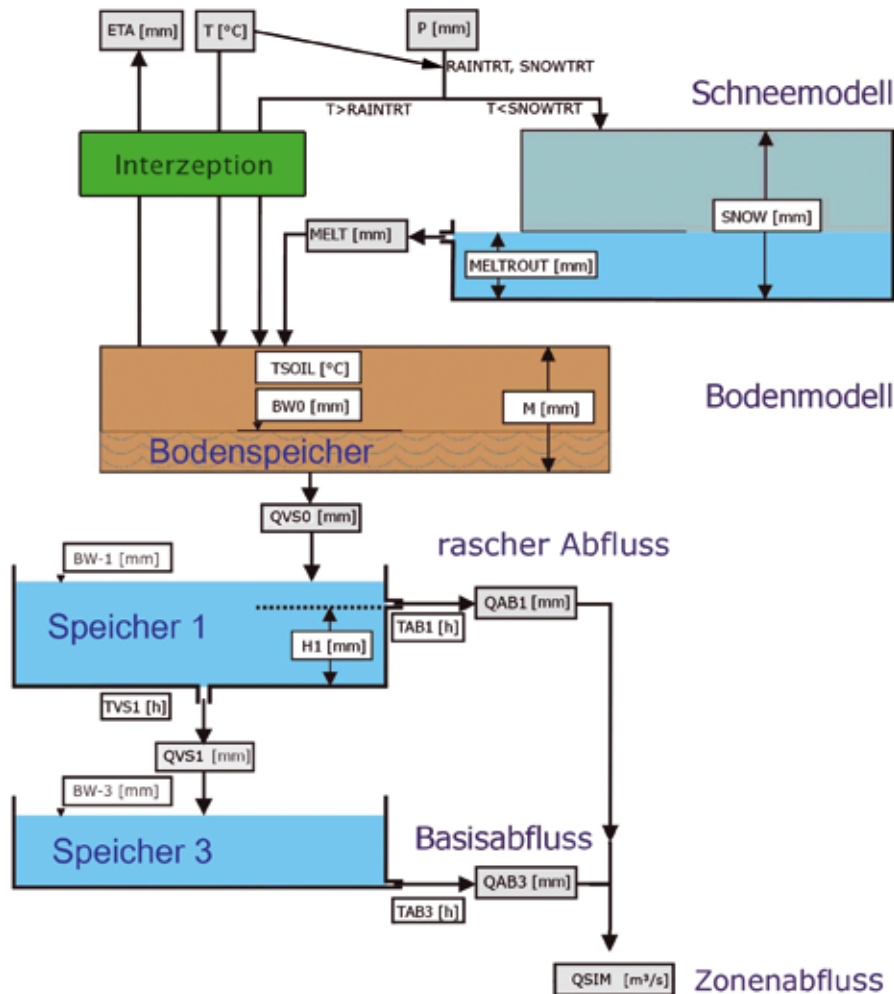 ETA [mm]
T [°C]
P [mm]
RAINTRT, SNOWTRT
T>RAINTRT
T<SNOWTRT
Schneemodell
Interzeption
MELT [mm]
SNOW [mm]
MELTROUT [mm]
TSOIL [°C]
BW0 [mm]
M [mm]
Bodenmodell
Bodenspeicher
QVS0 [mm]
rascher Abfluss
BW-1 [mm]
Speicher 1
H1 [mm]
TAB1 [h]
QAB1 [mm]
TVS1 [h]
QVS1 [mm]
BW-3 [mm]
Speicher 3
Basisabfluss
TAB3 [h]
QAB3 [mm]
QSIM [m³/s]
Zonenabfluss